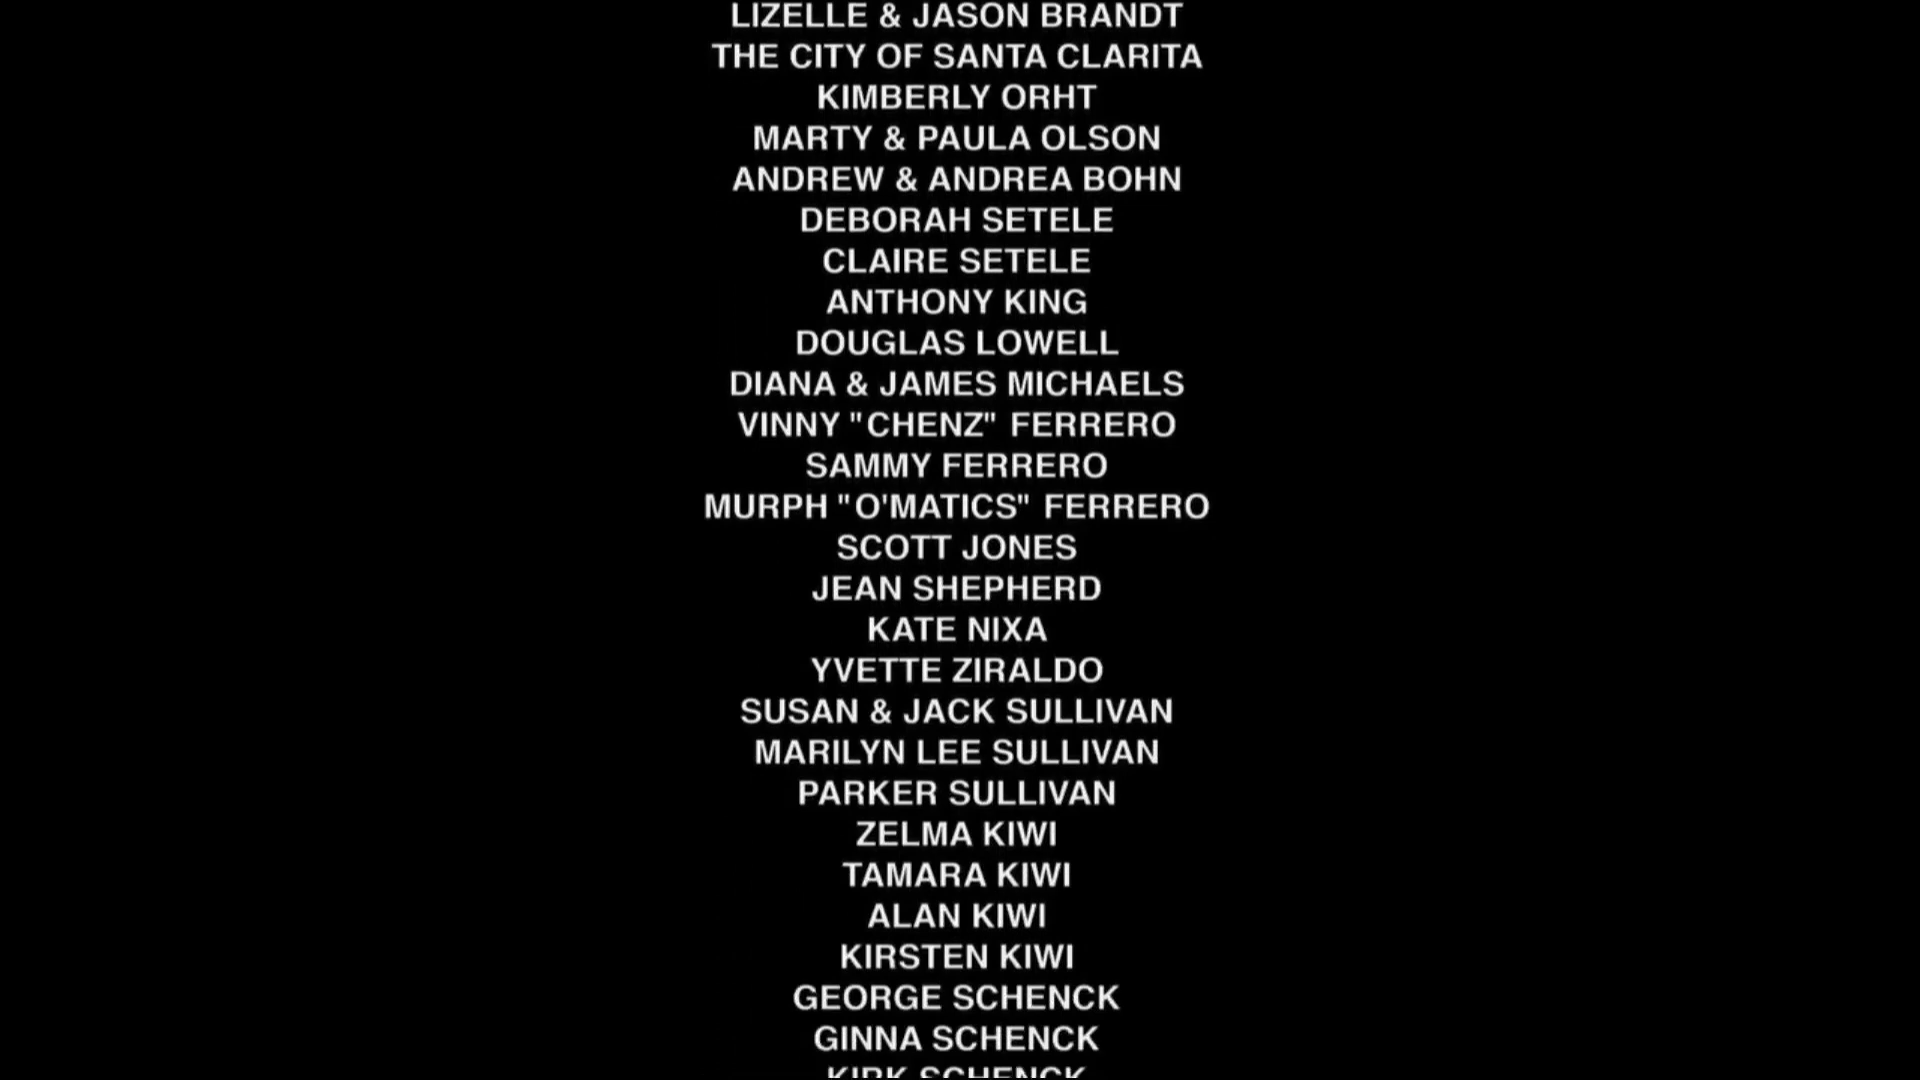 LIZELLE & JASON BRANDT
THE CITY OF SANTA CLARITA
KIMBERLY ORHT
MARTY & PAULA OLSON
ANDREW & ANDREA BOHN
DEBORAH SETELE
CLAIRE SETELE
ANTHONY KING
DOUGLAS LOWELL
DIANA & JAMES MICHAELS
VINNY "CHENZ" FERRERO
SAMMY FERRERO
MURPH "O'MATICS" FERRERO
SCOTT JONES
JEAN SHEPHERD
KATE NIXA
YVETTE ZIRALDO
SUSAN & JACK SULLIVAN
MARILYN LEE SULLIVAN
PARKER SULLIVAN
ZELMA KIWI
TAMARA KIWI
ALAN KIWI
KIRSTEN KIWI
GEORGE SCHENCK
GINNA SCHENCK
KIRK SCHENCK